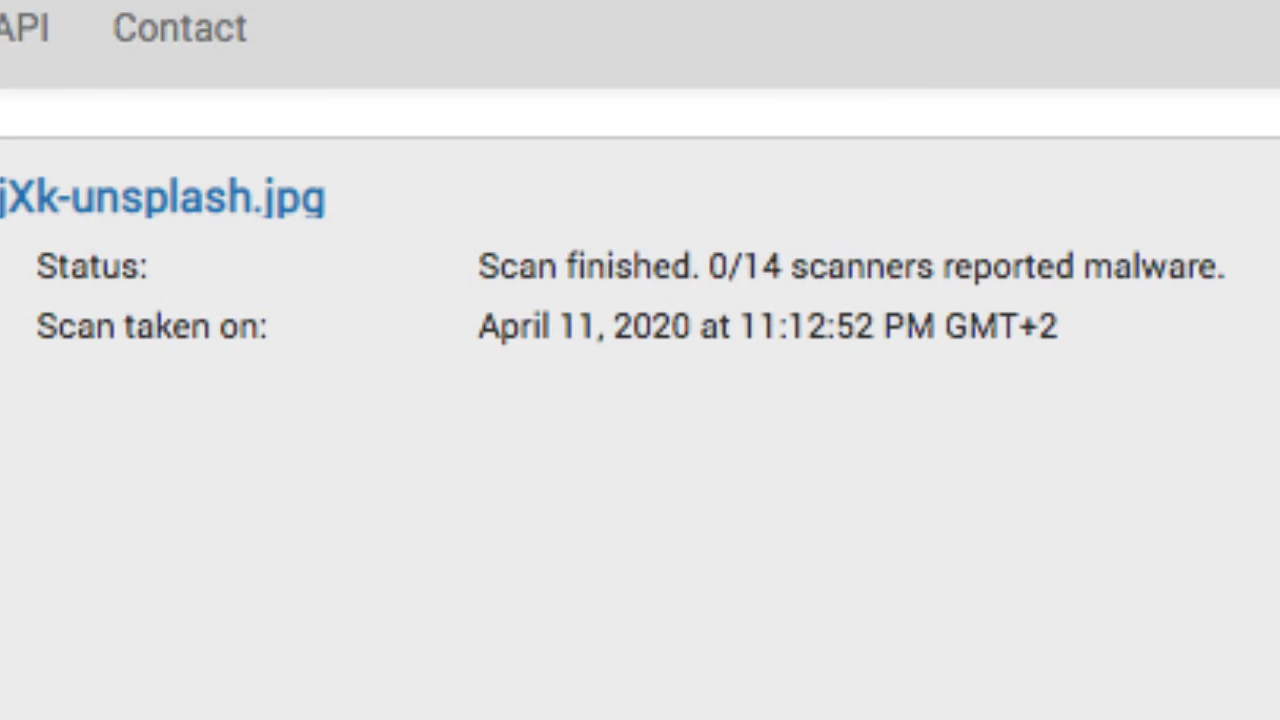 API Contact
jXk-unsplash.jpg
Status: Scan finished. 0/14 scanners reported malware.
Scan taken on: April 11, 2020 at 11:12:52 PM GMT+2